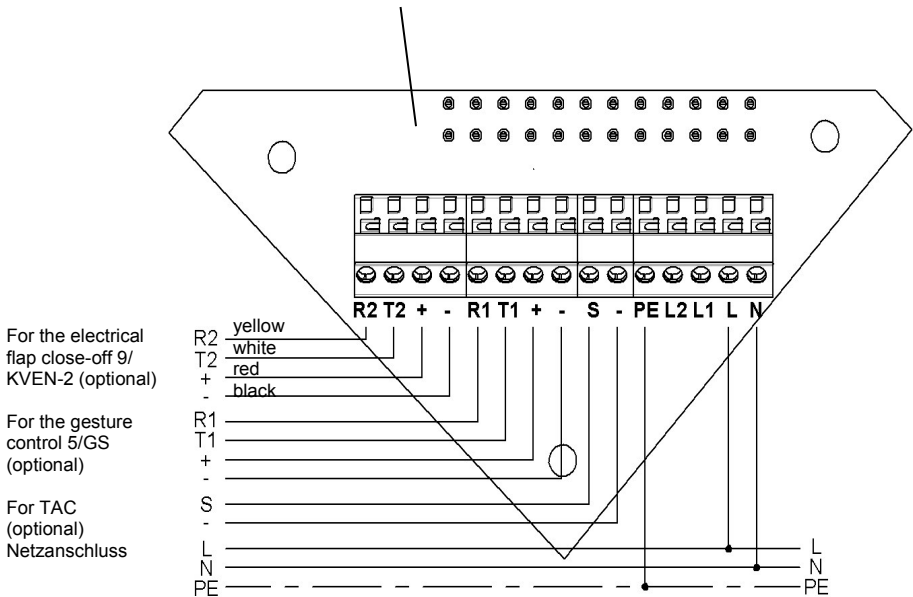 R2 T2 + - R1 T1 + - S - PE L2 L1 L N
For the electrical
flap close-off 9/
KVEN-2 (optional)
R2 yellow
T2 white
+ red
- black
For the gesture
control 5/GS
(optional)
R1
T1
+
-
For TAC
(optional)
Netzanschluss
S
-
L L
N N
PE PE